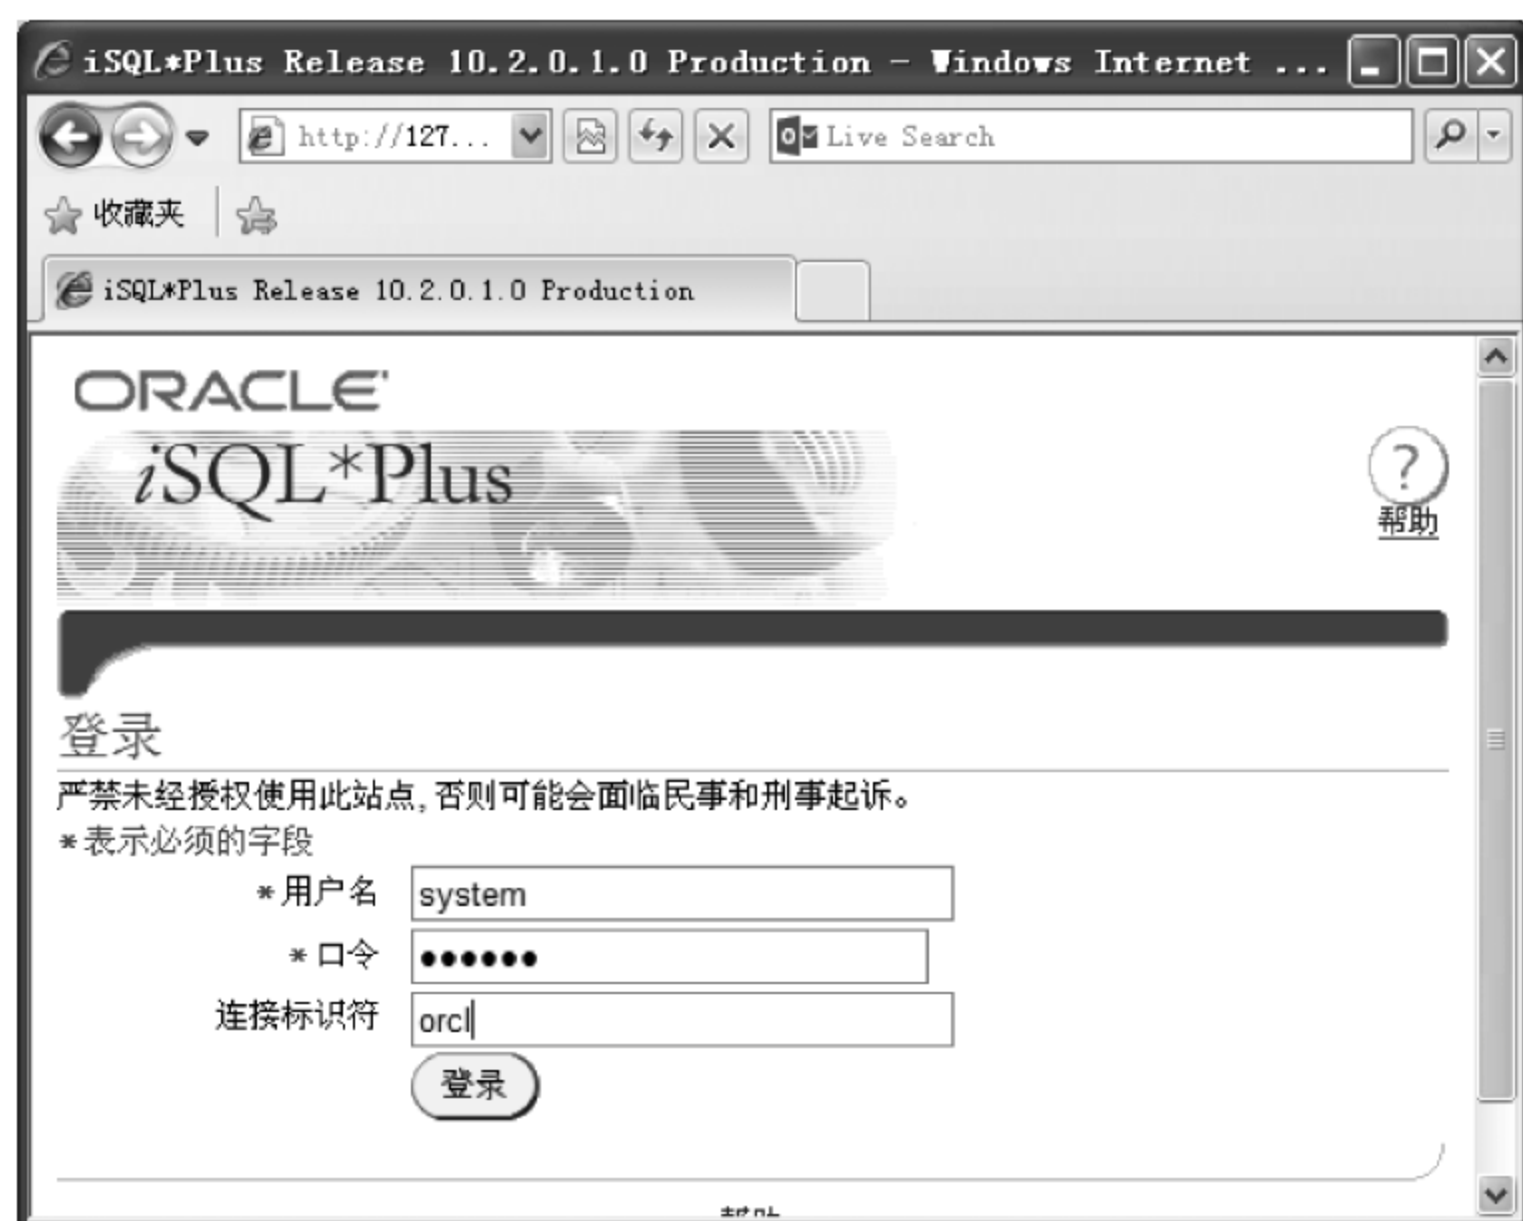 iSQL*Plus Release 10.2.0.1.0 Production - Windows Internet ...
http://127...
Live Search
收藏夹
iSQL*Plus Release 10.2.0.1.0 Production
ORACLE
iSQL*Plus
?
帮助
登录
严禁未经授权使用此站点,否则可能会面临民事和刑事起诉。
*表示必须的字段
*用户名 system
*口令 ●●●●●●
连接标识符 orcl
登录